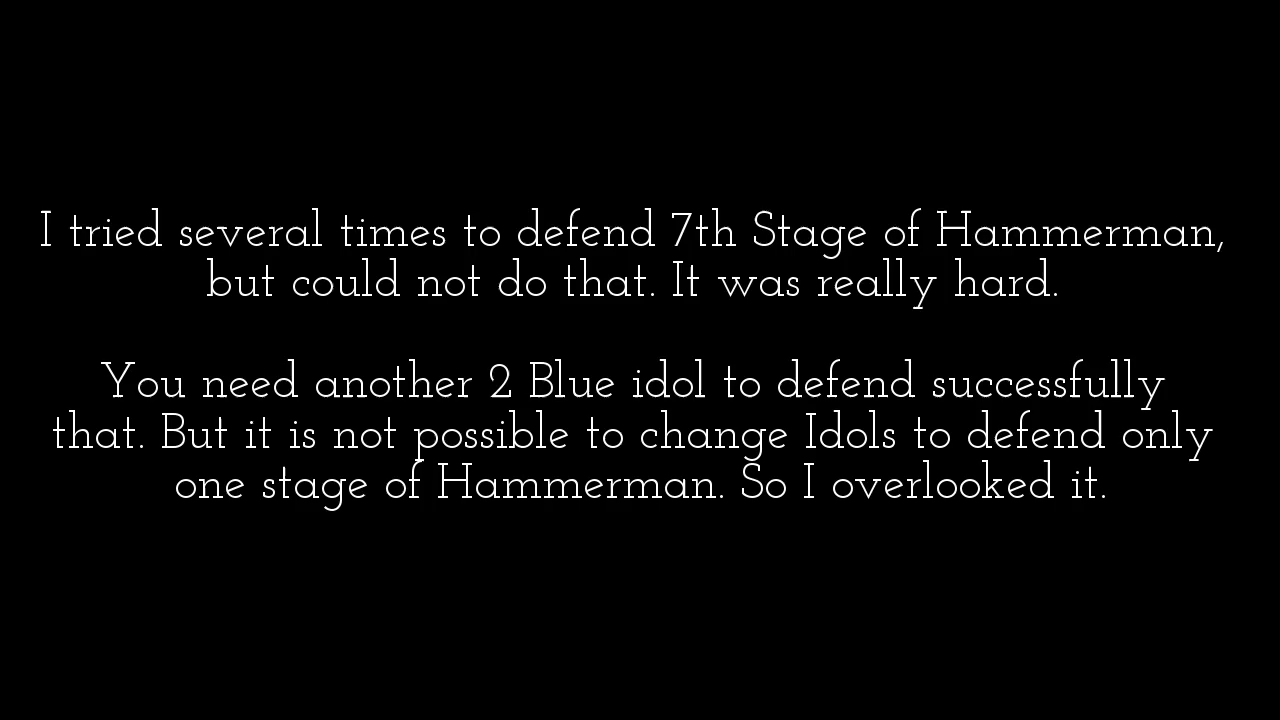 I tried several times to defend 7th Stage of Hammerman,
but could not do that. It was really hard.
You need another 2 Blue idol to defend successfully
that. But it is not possible to change Idols to defend only
one stage of Hammerman. So I overlooked it.